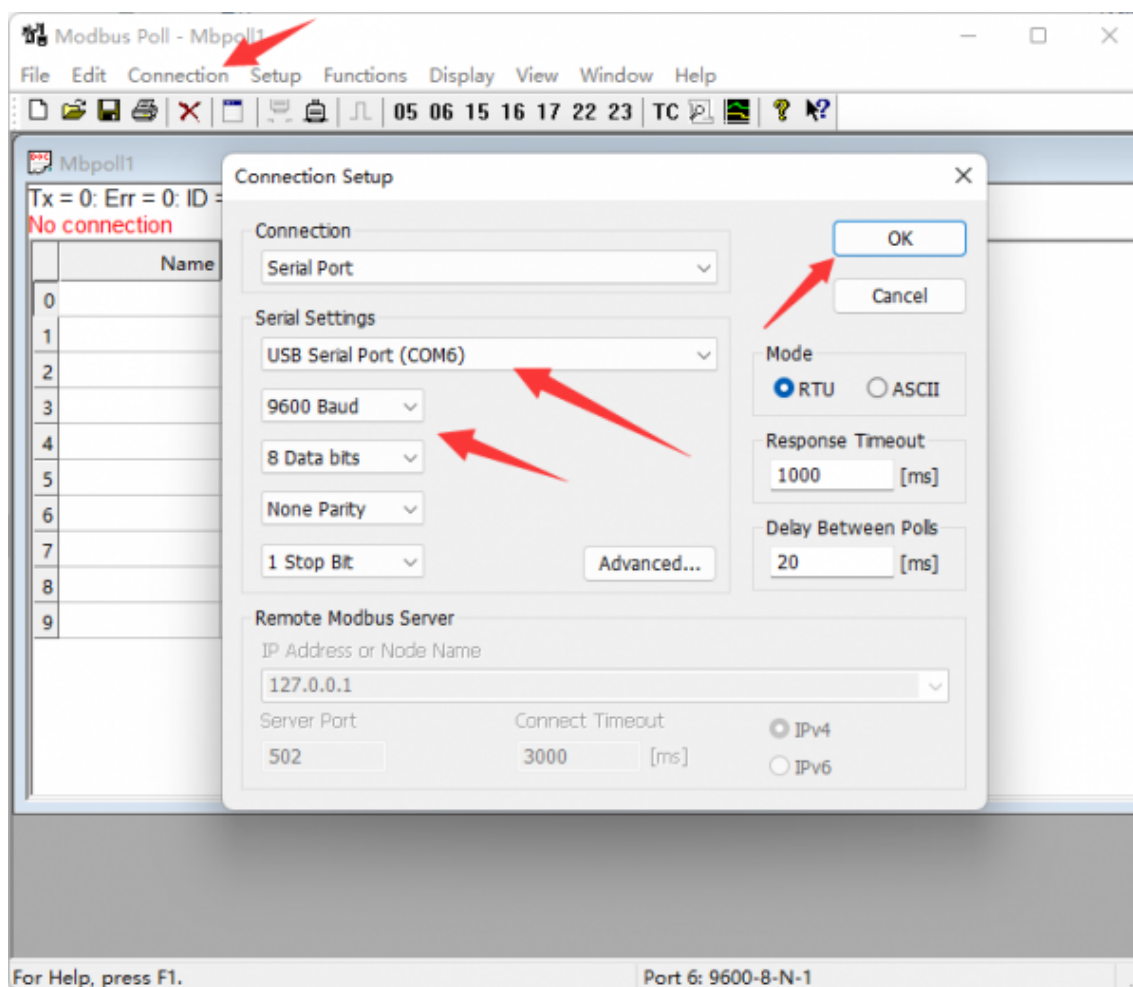 Modbus Poll - Mbpoll1
File Edit Connection Setup Functions Display View Window Help
05 06 15 16 17 22 23 TC
Mbpoll1
Tx = 0: Err = 0: ID =
No connection
Name
0
1
2
3
4
5
6
7
8
9
Connection Setup
Connection
Serial Port
OK
Cancel
Serial Settings
USB Serial Port (COM6)
9600 Baud
8 Data bits
None Parity
1 Stop Bit
Advanced...
Mode
RTU ASCII
Response Timeout
1000 [ms]
Delay Between Polls
20 [ms]
Remote Modbus Server
IP Address or Node Name
127.0.0.1
Server Port Connect Timeout
502 3000 [ms]
IPv4
IPv6
For Help, press F1. Port 6: 9600-8-N-1